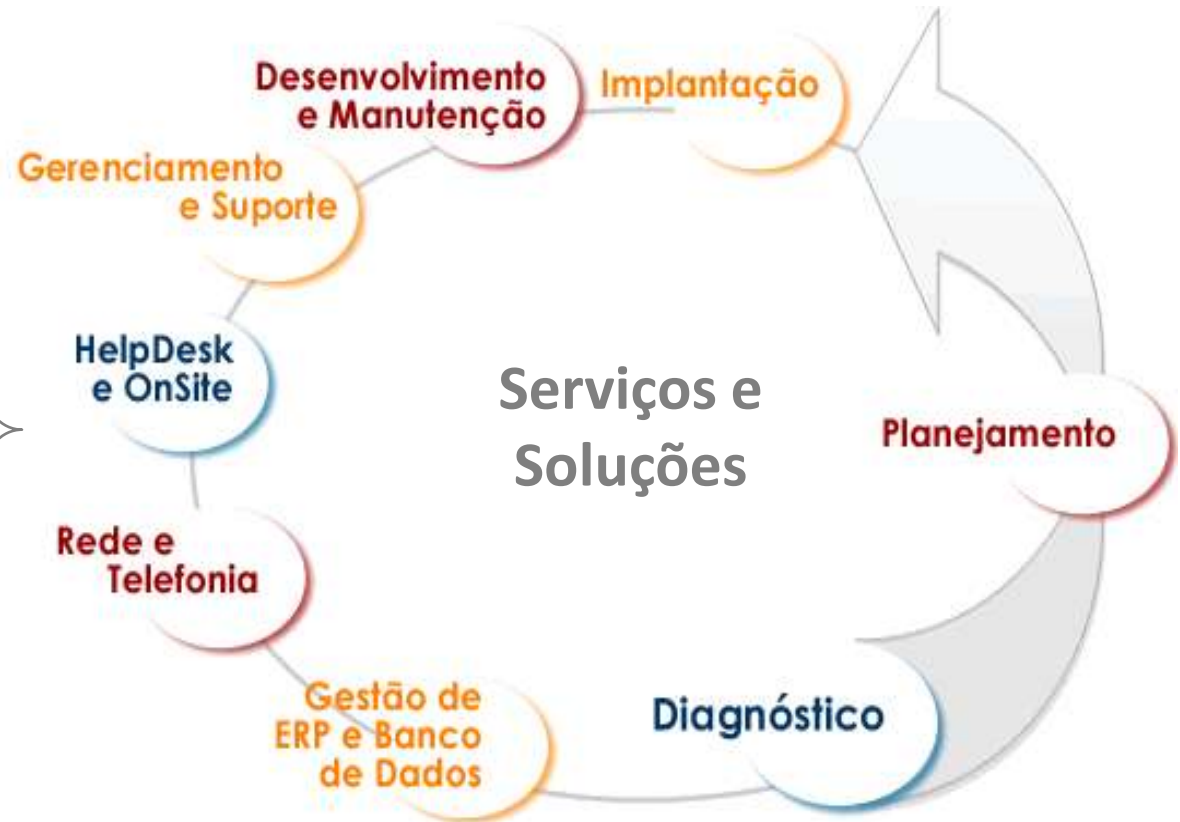 Desenvolvimento
e Manutenção
Implantação
Gerenciamento
e Suporte
HelpDesk
e OnSite
Serviços e
Soluções
Planejamento
Rede e
Telefonia
Gestão de
ERP e Banco
de Dados
Diagnóstico